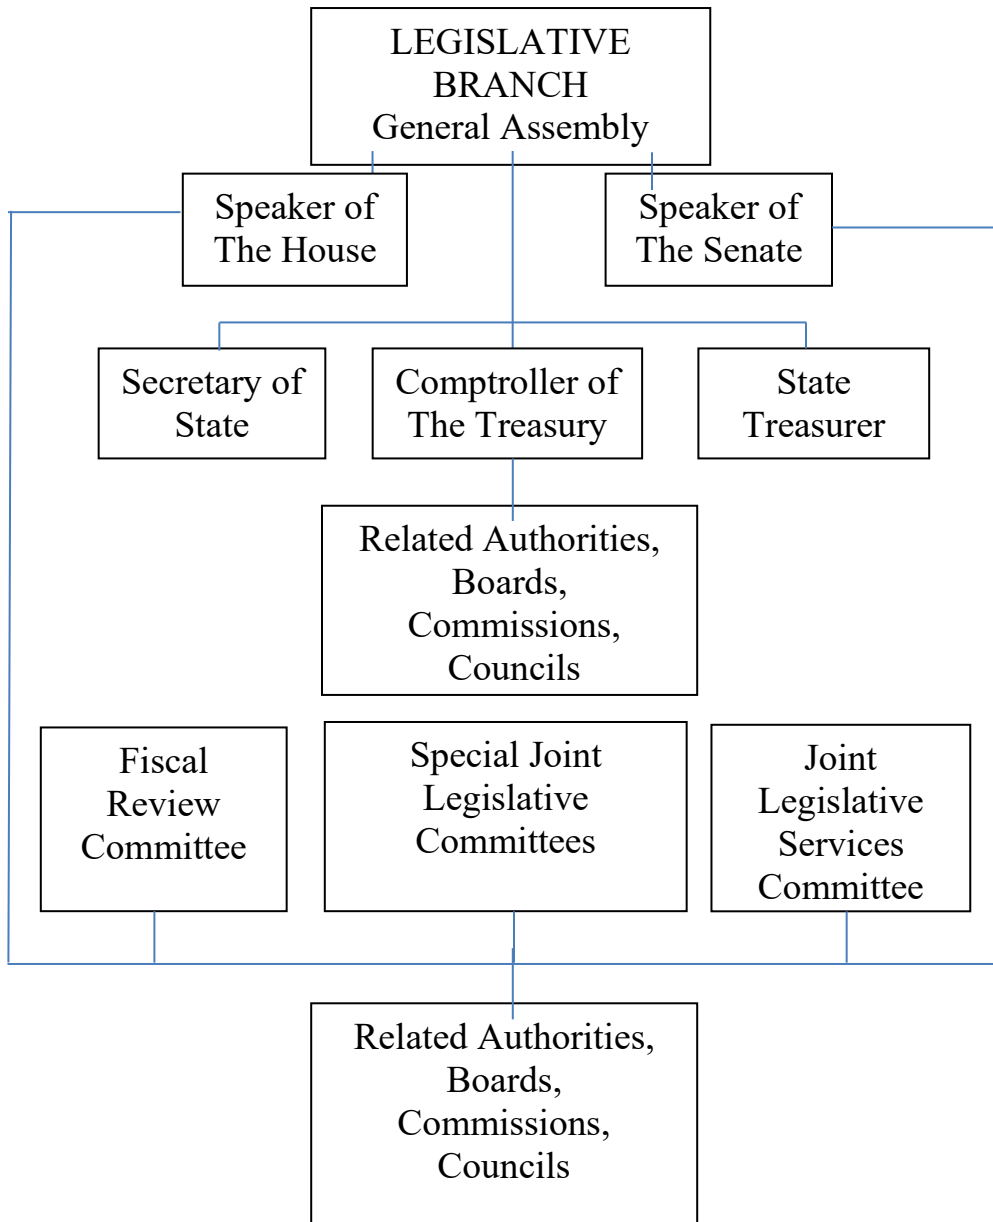 LEGISLATIVE
BRANCH
General Assembly
Speaker of
The House
Speaker of
The Senate
Secretary of
State
Comptroller of
The Treasury
State
Treasurer
Related Authorities,
Boards,
Commissions,
Councils
Fiscal
Review
Committee
Special Joint
Legislative
Committees
Joint
Legislative
Services
Committee
Related Authorities,
Boards,
Commissions,
Councils